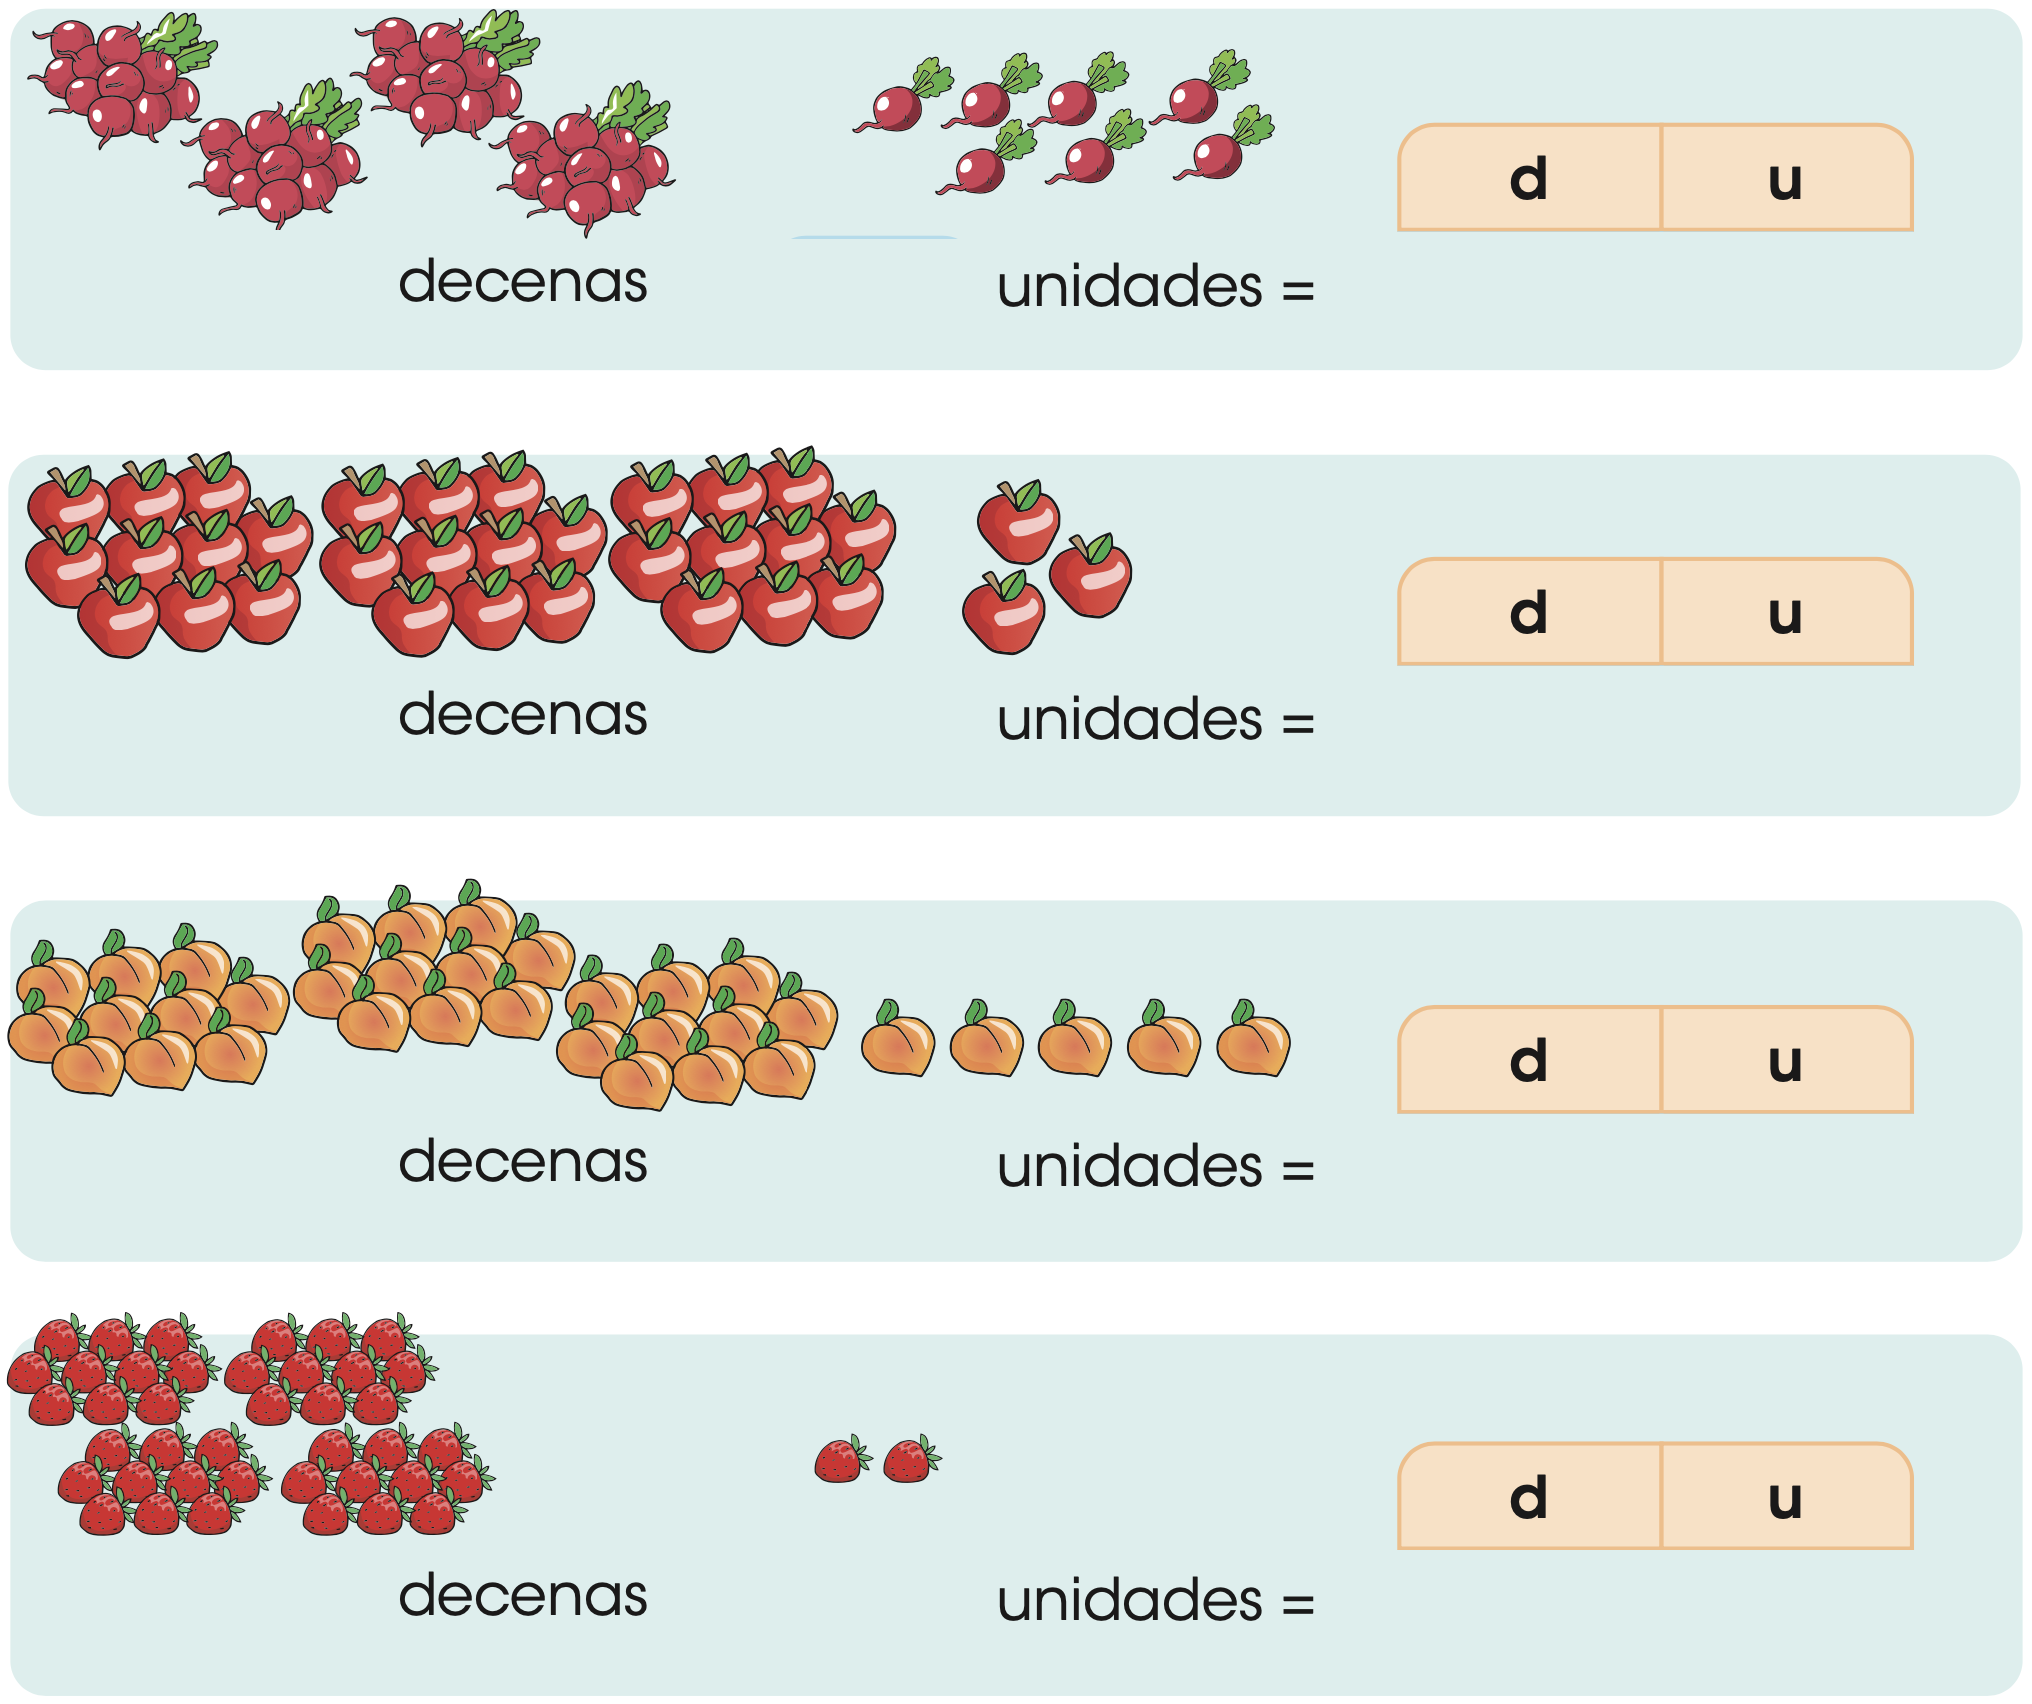 d u
decenas unidades =
d u
decenas unidades =
d u
decenas unidades =
d u
decenas unidades =